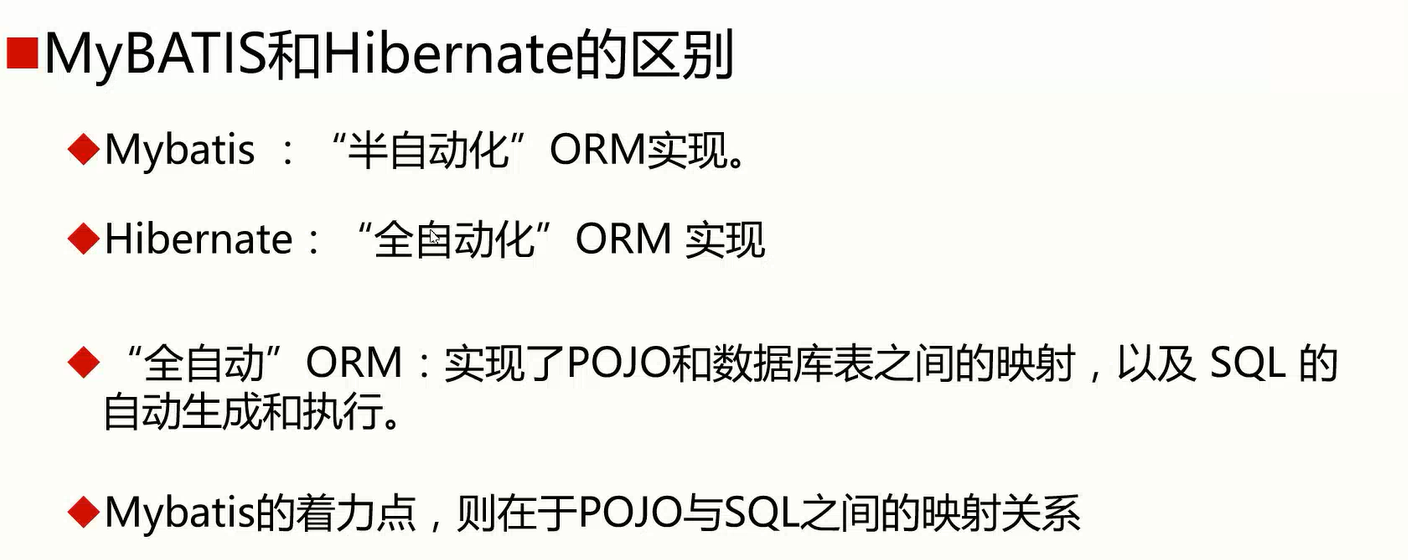 MyBATIS和Hibernate的区别
Mybatis ：“半自动化”ORM实现。
Hibernate：“全自动化”ORM 实现
“全自动”ORM：实现了POJO和数据库表之间的映射，以及 SQL 的
自动生成和执行。
Mybatis的着力点，则在于POJO与SQL之间的映射关系